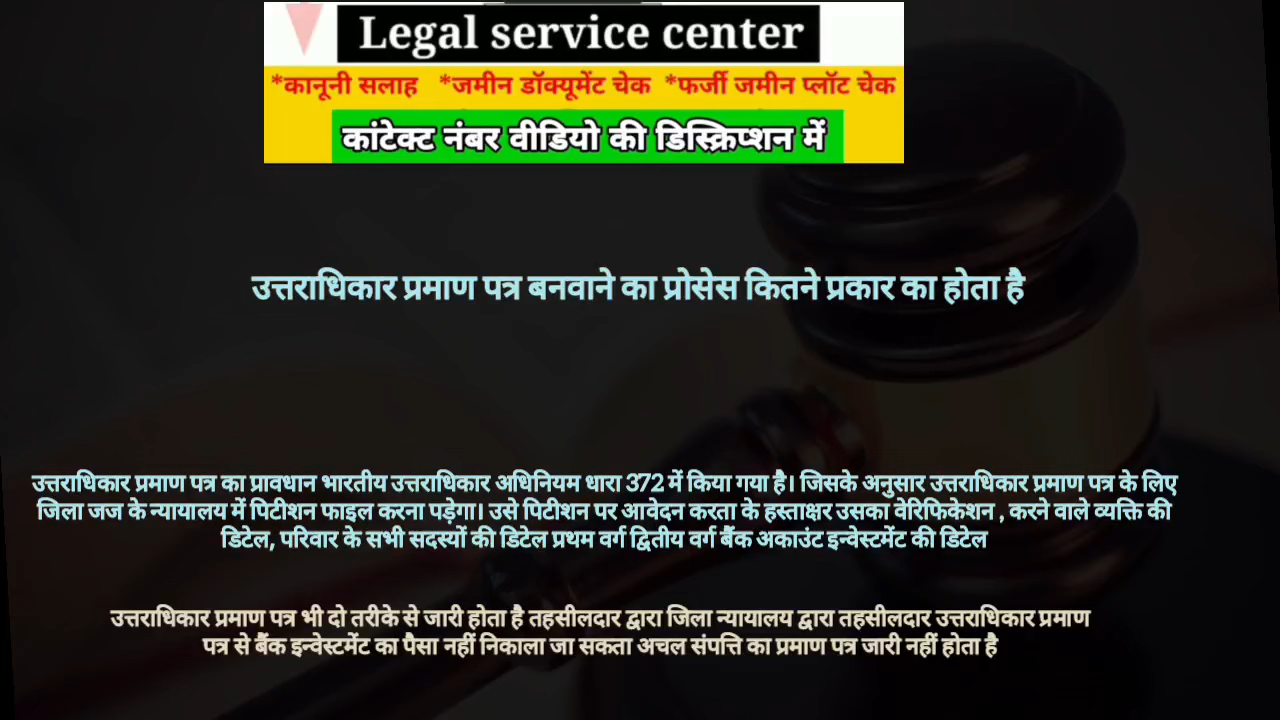 Legal service center
*कानूनी सलाह *जमीन डॉक्यूमेंट चेक *फर्जी जमीन प्लॉट चेक
कांटेक्ट नंबर वीडियो की डिस्क्रिप्शन में
उत्तराधिकार प्रमाण पत्र बनवाने का प्रोसेस कितने प्रकार का होता है
उत्तराधिकार प्रमाण पत्र का प्रावधान भारतीय उत्तराधिकार अधिनियम धारा 372 में किया गया है। जिसके अनुसार उत्तराधिकार प्रमाण पत्र के लिए
जिला जज के न्यायालय में पिटीशन फाइल करना पड़ेगा। उसे पिटीशन पर आवेदन करता के हस्ताक्षर उसका वेरिफिकेशन , करने वाले व्यक्ति की
डिटेल, परिवार के सभी सदस्यों की डिटेल प्रथम वर्ग द्वितीय वर्ग बैंक अकाउंट इन्वेस्टमेंट की डिटेल
उत्तराधिकार प्रमाण पत्र भी दो तरीके से जारी होता है तहसीलदार द्वारा जिला न्यायालय द्वारा तहसीलदार उत्तराधिकार प्रमाण
पत्र से बैंक इन्वेस्टमेंट का पैसा नहीं निकाला जा सकता अचल संपत्ति का प्रमाण पत्र जारी नहीं होता है